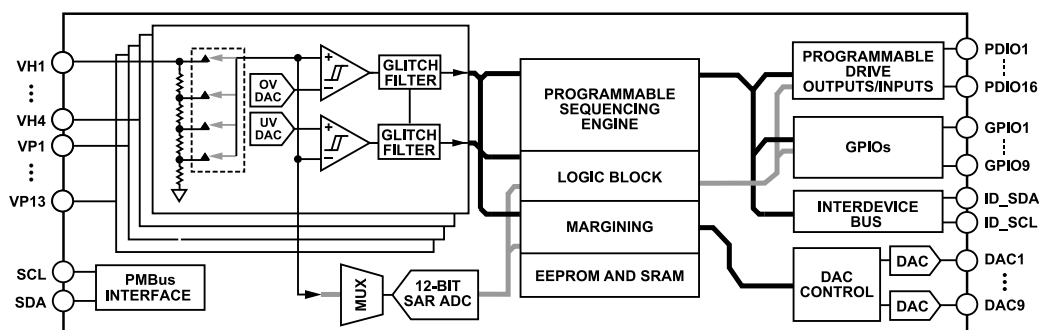 VH1
VH4
VP1
VP13
SCL
SDA
PMBus
INTERFACE
OV
DAC
UV
DAC
+
−
+
−
GLITCH
FILTER
GLITCH
FILTER
MUX
12-BIT
SAR ADC
PROGRAMMABLE
SEQUENCING
ENGINE
LOGIC BLOCK
MARGINING
EEPROM AND SRAM
PROGRAMMABLE
DRIVE
OUTPUTS/INPUTS
GPIOs
INTERDEVICE
BUS
DAC
CONTROL
DAC
DAC
PDIO1
PDIO16
GPIO1
GPIO9
ID_SDA
ID_SCL
DAC1
DAC9